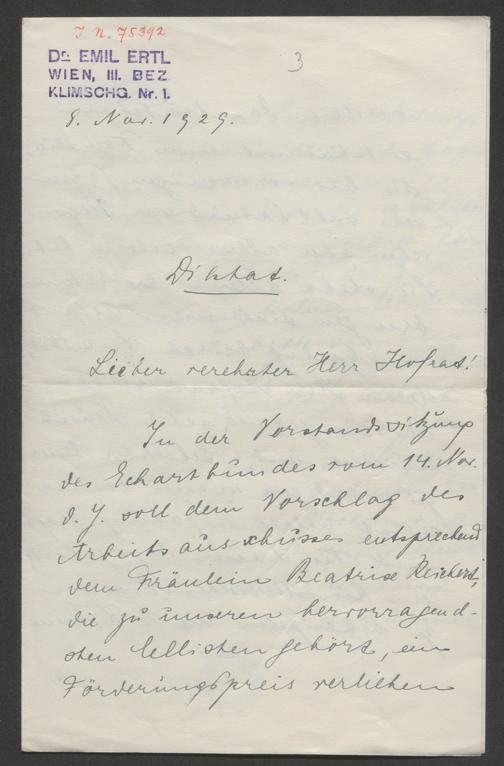 I. N. 75392
DR. EMIL ERTL
WIEN, III. BEZ.
KLIMSCHG. Nr. 1.
3
8. Nov. 1929.
Diktat.
Lieber verehrter Herr Hofrat!
In der Vorstandssitzung
des Eckartbundes vom 14. Nov.
d. J. soll dem Vorschlag des
Arbeitsausschusses entsprechend
dem Fräulein Beatrice Reichert,
die zu unseren hervorragend-
sten Cellisten gehört, ein
Förderungspreis verliehen